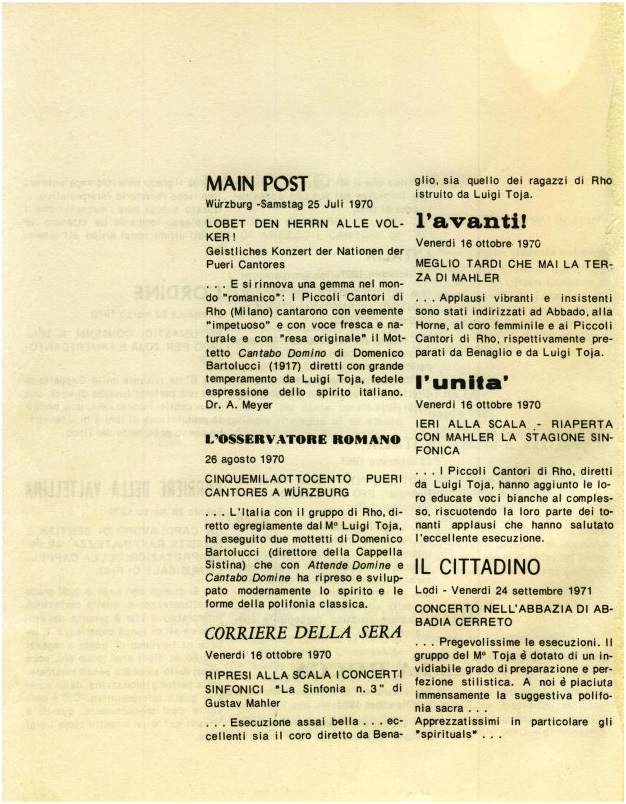 MAIN POST
Würzburg -Samstag 25 Juli 1970
LOBET DEN HERRN ALLE VOL-
KER!
Geistliches Konzert der Nationen der
Pueri Cantores
. . . E si rinnova una gemma nel mon-
do "romanico": I Piccoli Cantori di
Rho (Milano) cantarono con veemente
"impetuoso" e con voce fresca e na-
turale e con "resa originale" il Mot-
tetto Cantabo Domino di Domenico
Bartolucci (1917) diretti con grande
temperamento da Luigi Toja, fedele
espressione dello spirito italiano.
Dr. A. Meyer
L'OSSERVATORE ROMANO
26 agosto 1970
CINQUEMILAOTTOCENTO PUERI
CANTORES A WÜRZBURG
. . . L'Italia con il gruppo di Rho, di-
retto egregiamente dal M° Luigi Toja,
ha eseguito due mottetti di Domenico
Bartolucci (direttore della Cappella
Sistina) che con Attende Domine e
Cantabo Domine ha ripreso e svilup-
pato modernamente lo spirito e le
forme della polifonia classica.
CORRIERE DELLA SERA
Venerdi 16 ottobre 1970
RIPRESI ALLA SCALA I CONCERTI
SINFONICI "La Sinfonia n. 3" di
Gustav Mahler
. . . Esecuzione assai bella . . . ec-
cellenti sia il coro diretto da Bena-
glio, sia quello dei ragazzi di Rho
istruito da Luigi Toja.
l'avanti!
Venerdi 16 ottobre 1970
MEGLIO TARDI CHE MAI LA TER-
ZA DI MAHLER
. . . Applausi vibranti e insistenti
sono stati indirizzati ad Abbado, alla
Horne, al coro femminile e ai Piccoli
Cantori di Rho, rispettivamente pre-
parati da Benaglio e da Luigi Toja.
l'unita'
Venerdi 16 ottobre 1970
IERI ALLA SCALA - RIAPERTA
CON MAHLER LA STAGIONE SIN-
FONICA
. . . I Piccoli Cantori di Rho, diretti
da Luigi Toja, hanno aggiunto le lo-
ro educate voci bianche al comples-
so, riscuotendo la loro parte dei to-
nanti applausi che hanno salutato
l'eccellente esecuzione.
IL CITTADINO
Lodi - Venerdi 24 settembre 1971
CONCERTO NELL'ABBAZIA DI AB-
BADIA CERRETO
. . . Pregevolissime le esecuzioni. Il
gruppo del M° Toja è dotato di un in-
vidiabile grado di preparazione e per-
fezione stilistica. A noi è piaciuta
immensamente la suggestiva polifo-
nia sacra . . .
Apprezzatissimi in particolare gli
"spirituals" . . .